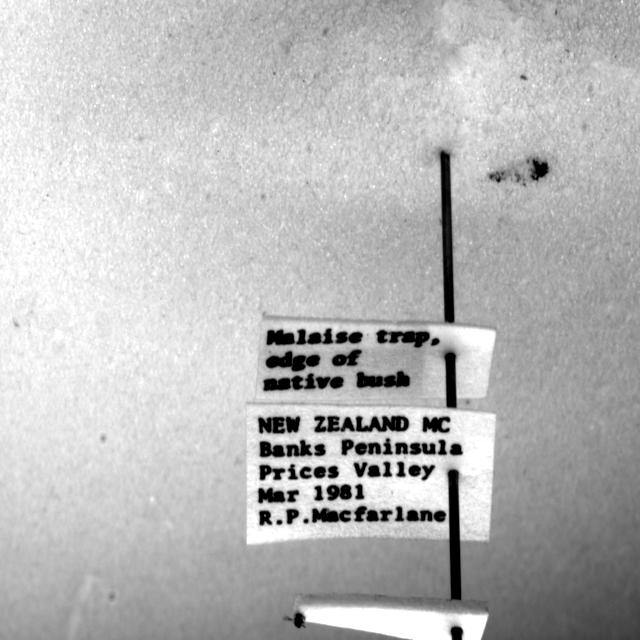 Malaise trap,
edge of
native bush
NEW ZEALAND MC
Banks Peninsula
Prices Valley
Mar 1981
R.P.Macfarlane